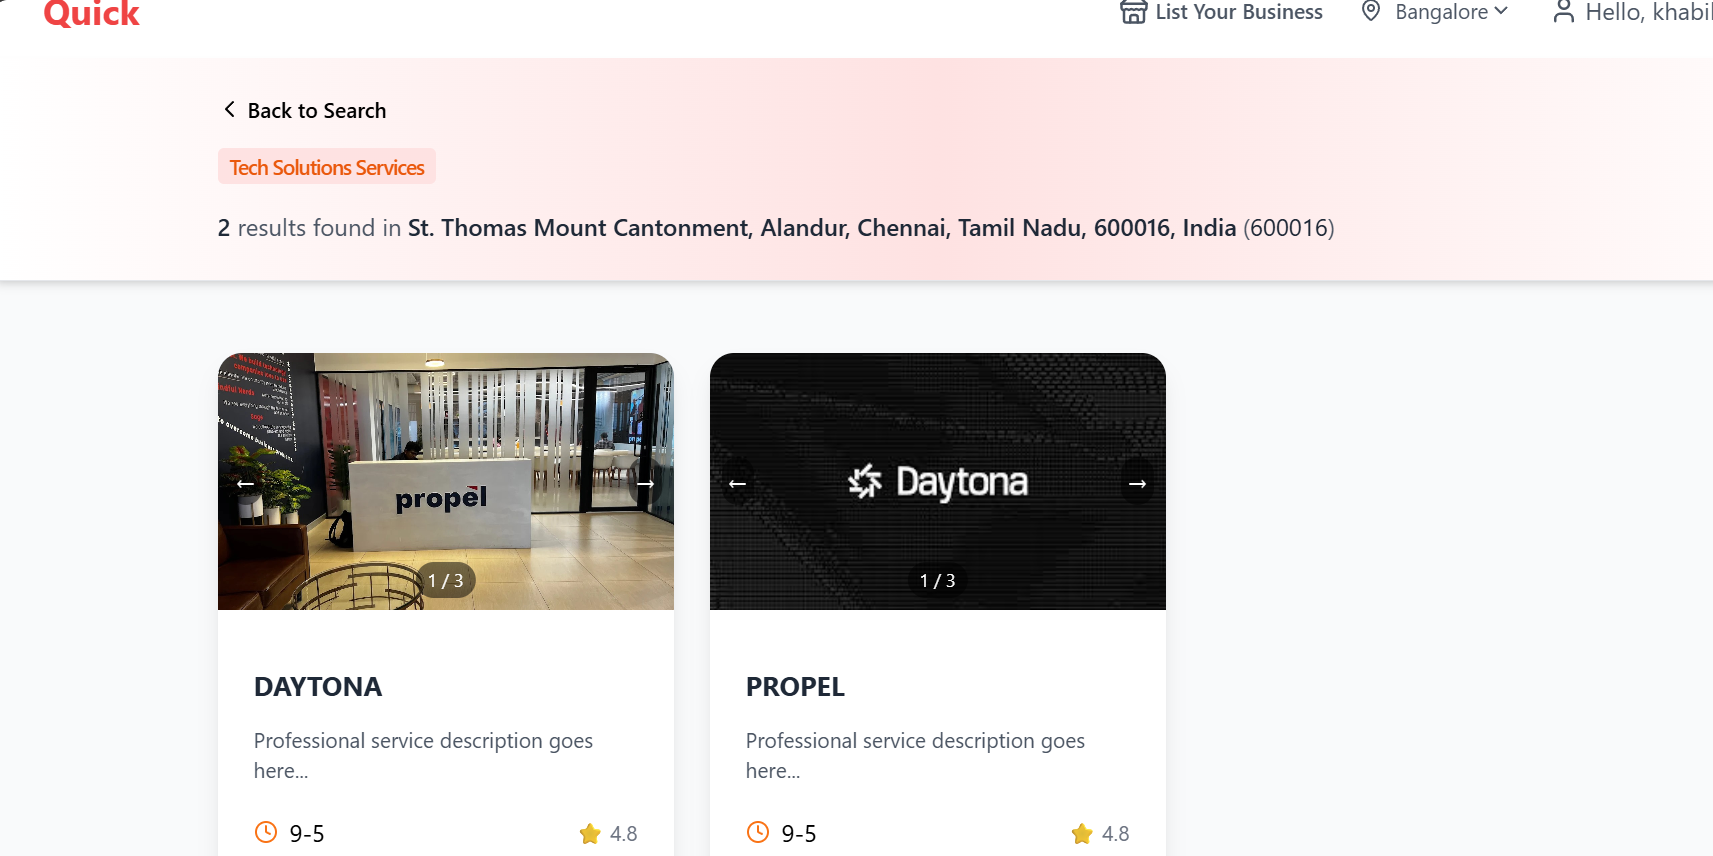 Quick
List Your Business
Bangalore
Hello, khabil
Back to Search
Tech Solutions Services
2 results found in St. Thomas Mount Cantonment, Alandur, Chennai, Tamil Nadu, 600016, India (600016)
propel
← →
1 / 3
Daytona
← →
1 / 3
DAYTONA
Professional service description goes
here...
9-5
4.8
PROPEL
Professional service description goes
here...
9-5
4.8